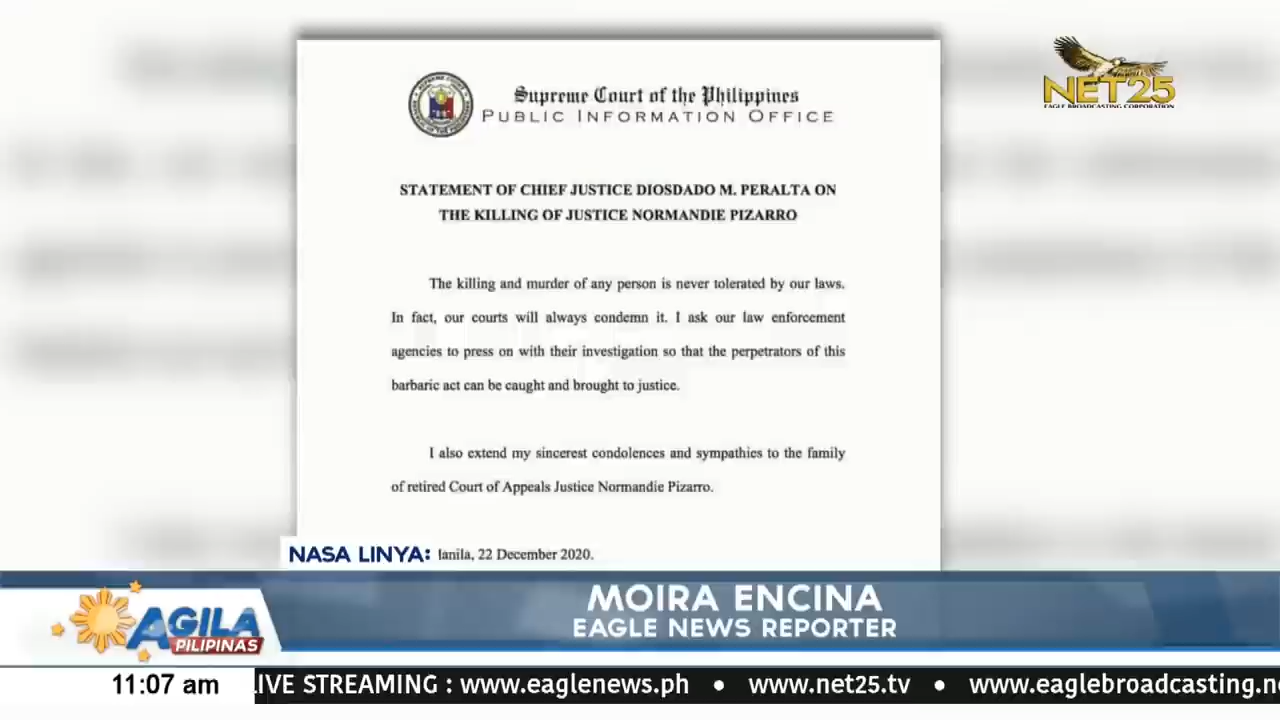 Supreme Court of the Philippines
PUBLIC INFORMATION OFFICE
NET25
EAGLE BROADCASTING CORPORATION
STATEMENT OF CHIEF JUSTICE DIOSDADO M. PERALTA ON
THE KILLING OF JUSTICE NORMANDIE PIZARRO
The killing and murder of any person is never tolerated by our laws.
In fact, our courts will always condemn it. I ask our law enforcement
agencies to press on with their investigation so that the perpetrators of this
barbaric act can be caught and brought to justice.
I also extend my sincerest condolences and sympathies to the family
of retired Court of Appeals Justice Normandie Pizarro.
NASA LINYA: anila, 22 December 2020.
MOIRA ENCINA
EAGLE NEWS REPORTER
AGILA
PILIPINAS
11:07 am LIVE STREAMING : www.eaglenews.ph • www.net25.tv • www.eaglebroadcasting.ne